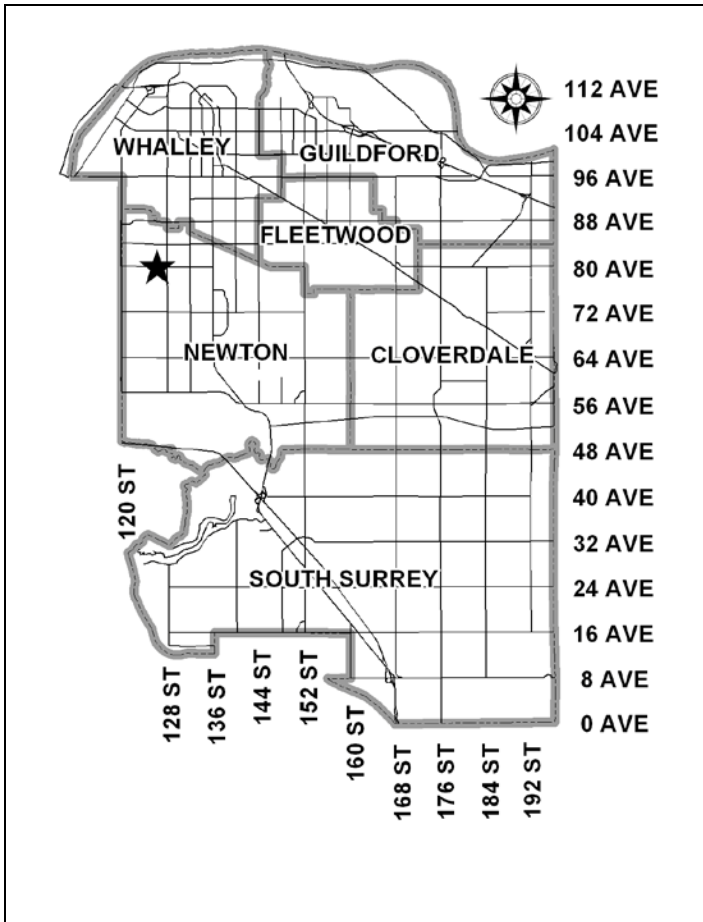 112 AVE
104 AVE
WHALLEY
GUILDFORD
96 AVE
88 AVE
FLEETWOOD
80 AVE
72 AVE
NEWTON
CLOVERDALE
64 AVE
56 AVE
48 AVE
120 ST
40 AVE
32 AVE
SOUTH SURREY
24 AVE
16 AVE
8 AVE
0 AVE
128 ST
136 ST
144 ST
152 ST
160 ST
168 ST
176 ST
184 ST
192 ST